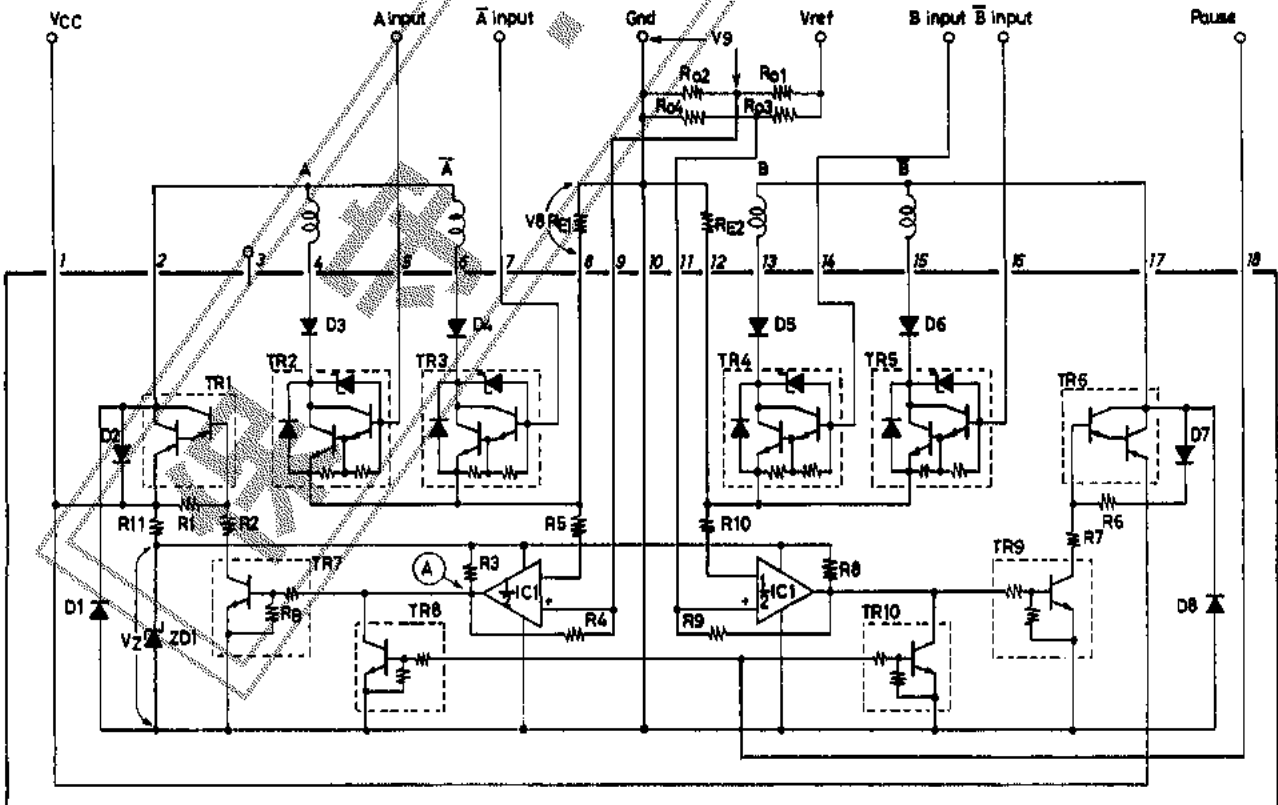 VCC A input A̅ input Gnd Vref B input B̅ input Pause
V9
Ro2 Ro1
Ro4 Ro3
A A̅ B B̅
V8 RE1 RE2
1 2 3 4 5 6 7 8 9 10 11 12 13 14 15 16 17 18
D3 D4 D5 D6
TR1 TR2 TR3 TR4 TR5 TR6
D2 D7
R11 R1 R2 R5 R10 R6
R7
TR7 A R3 R8 TR9
½ IC1 ½ IC1
+ +
D1 VZ ZD1 RB TR8 R4 R9 TR10 D8